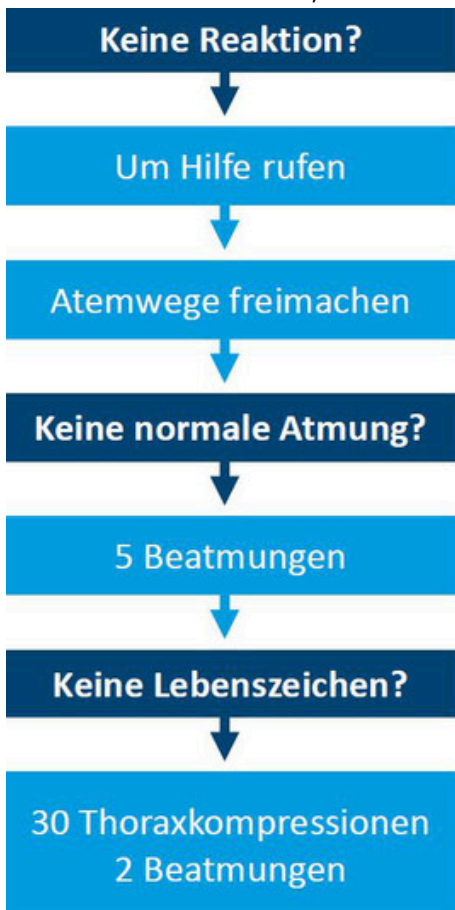 Keine Reaktion?
Um Hilfe rufen
Atemwege freimachen
Keine normale Atmung?
5 Beatmungen
Keine Lebenszeichen?
30 Thoraxkompressionen
2 Beatmungen